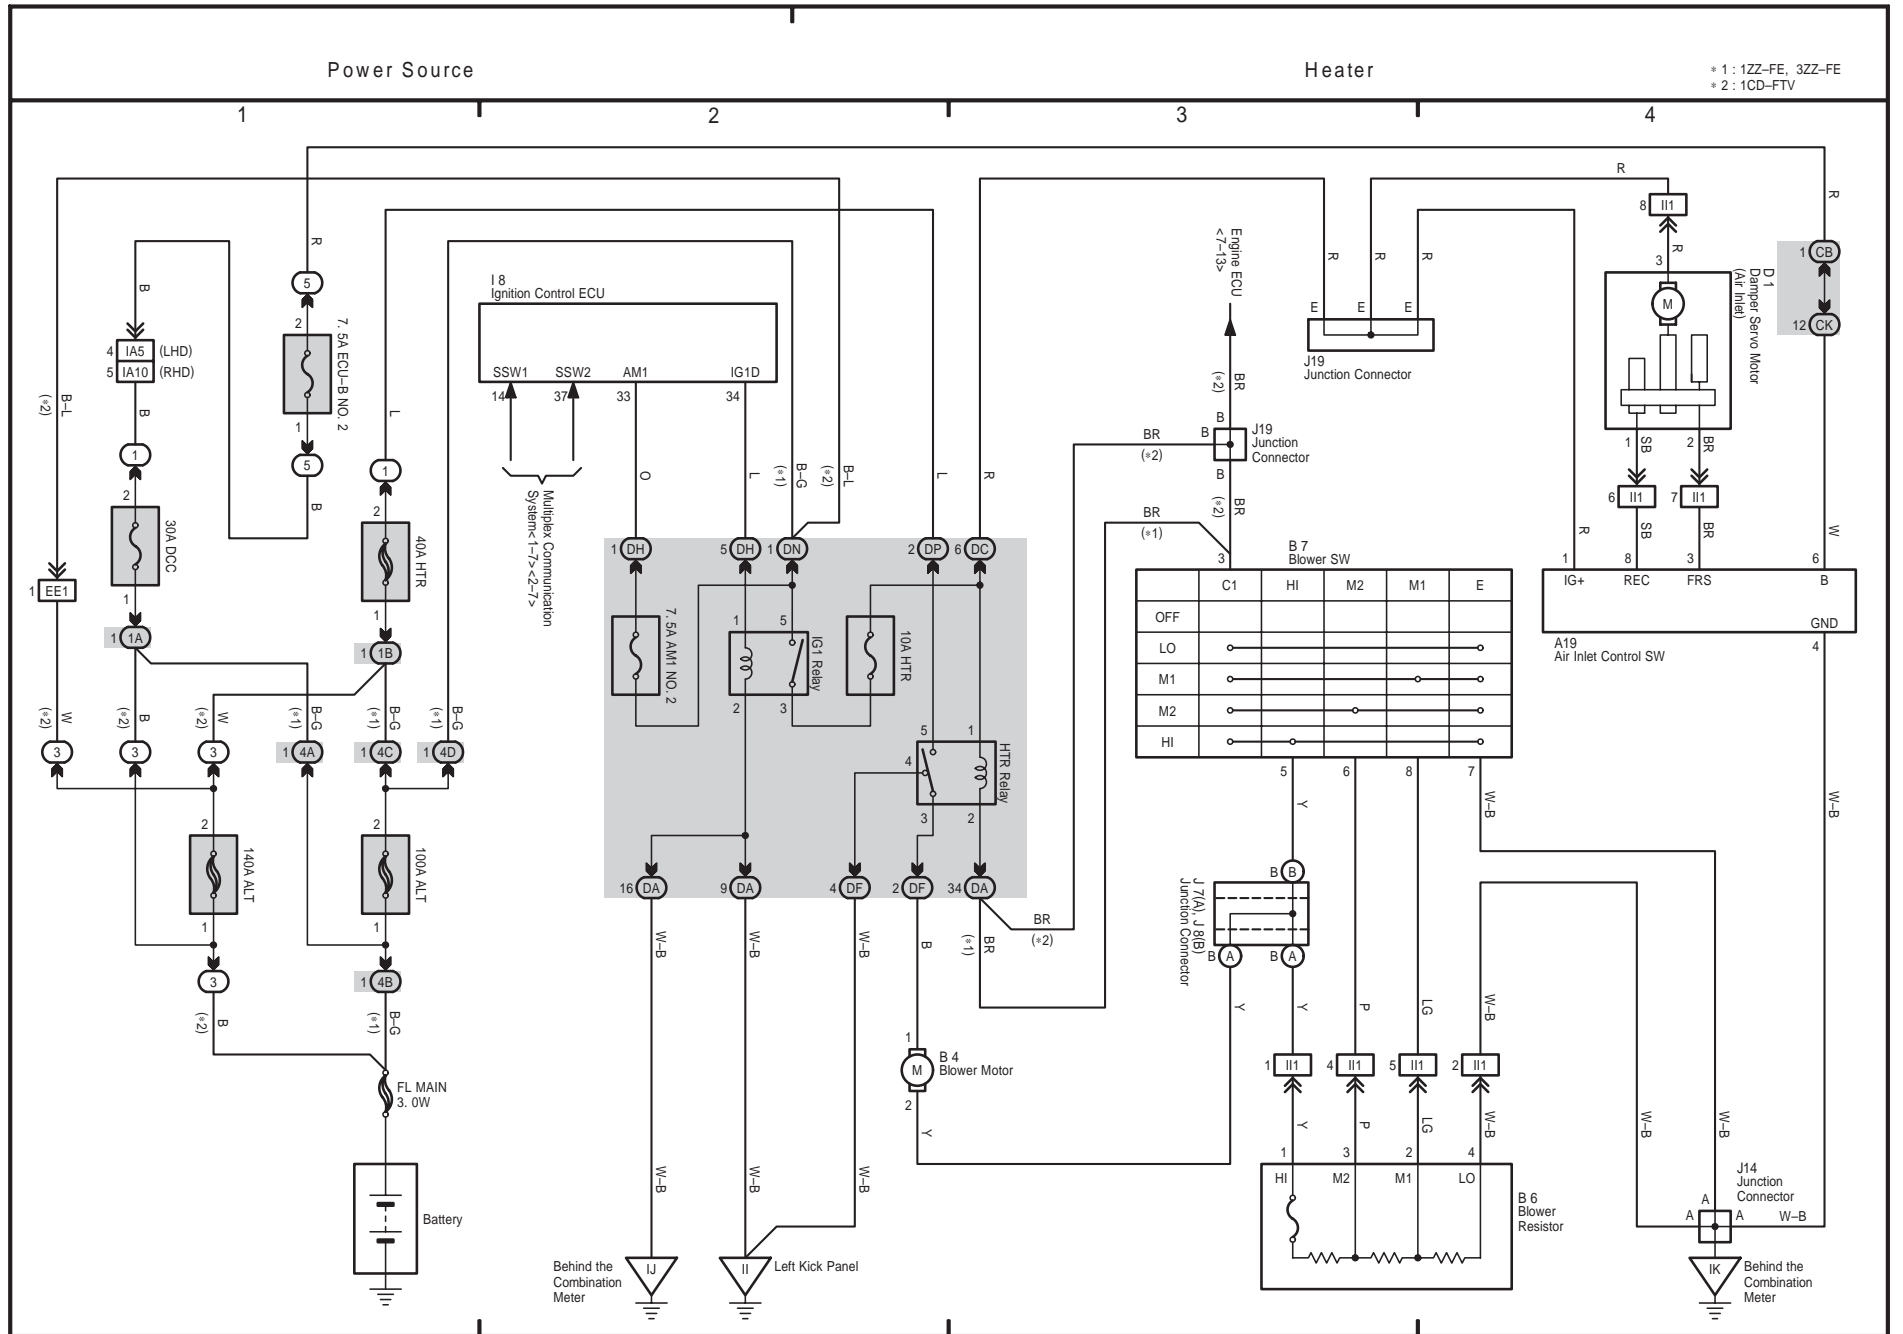 Power Source
Heater
∗ 1 : 1ZZ–FE, 3ZZ–FE
∗ 2 : 1CD–FTV
1
2
3
4
R
8
II1
R
R
5
2
7. 5A ECU–B NO. 2
1
5
B
B
4 IA5 (LHD)
5 IA10 (RHD)
B
1
2
30A DCC
1
1 1A
B–L
(∗2)
1 EE1
L
1
2
40A HTR
1
1 1B
W
(∗2)
B
(∗2)
W
(∗2)
B–G
(∗1)
B–G
(∗1)
B–G
(∗1)
3
3
3
1 4A
1 4C
1 4D
2
140A ALT
1
2
100A ALT
1
3
1 4B
B
(∗2)
B–G
(∗1)
FL MAIN
3. 0W
Battery
I 8
Ignition Control ECU
SSW1
SSW2
AM1
IG1D
14
37
33
34
Multiplex Communication
System<1–7><2–7>
O
L
B–G
(∗1)
B–L
(∗2)
L
R
1 DH
5 DH
1 DN
2 DP
6 DC
7. 5A AM1 NO. 2
1
5
IG1 Relay
2
3
10A HTR
5
1
4
HTR Relay
3
2
16 DA
9 DA
4 DF
2 DF
34 DA
W–B
W–B
W–B
B
BR
(∗1)
BR
(∗2)
1
M
B 4
Blower Motor
2
Y
W–B
W–B
W–B
Behind the
Combination
Meter
IJ
II
Left Kick Panel
Engine ECU
<7–13>
BR
(∗2)
B
B
J19
Junction
Connector
B
BR
(∗2)
BR
(∗2)
BR
(∗1)
R
R
R
E
E
E
J19
Junction Connector
3
B 7
Blower SW
C1
HI
M2
M1
E
OFF
LO
M1
M2
HI
5
6
8
7
Y
W–B
B B
J 7(A), J 8(B)
Junction Connector
B A
B A
Y
Y
P
LG
W–B
1 II1
4 II1
5 II1
2 II1
Y
P
LG
W–B
1
3
2
4
HI
M2
M1
LO
B 6
Blower
Resistor
3
M
D 1
Damper Servo Motor
(Air Inlet)
1
SB
2
BR
6 II1
7 II1
SB
BR
R
1
8
3
6
IG+
REC
FRS
B
GND
4
A19
Air Inlet Control SW
R
1 CB
12 CK
W
W–B
W–B
W–B
J14
Junction
Connector
A
A
A
W–B
IK
Behind the
Combination
Meter